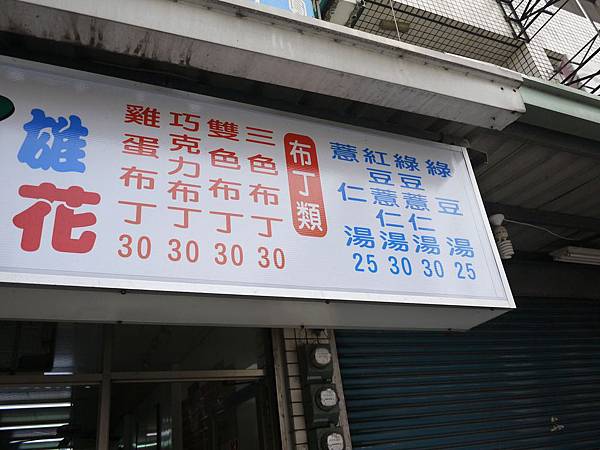 綠豆湯 25
綠豆薏仁湯 30
紅豆薏仁湯 30
薏仁湯 25
布丁類
三色布丁 30
雙色布丁 30
巧克力布丁 30
雞蛋布丁 30
雄
花